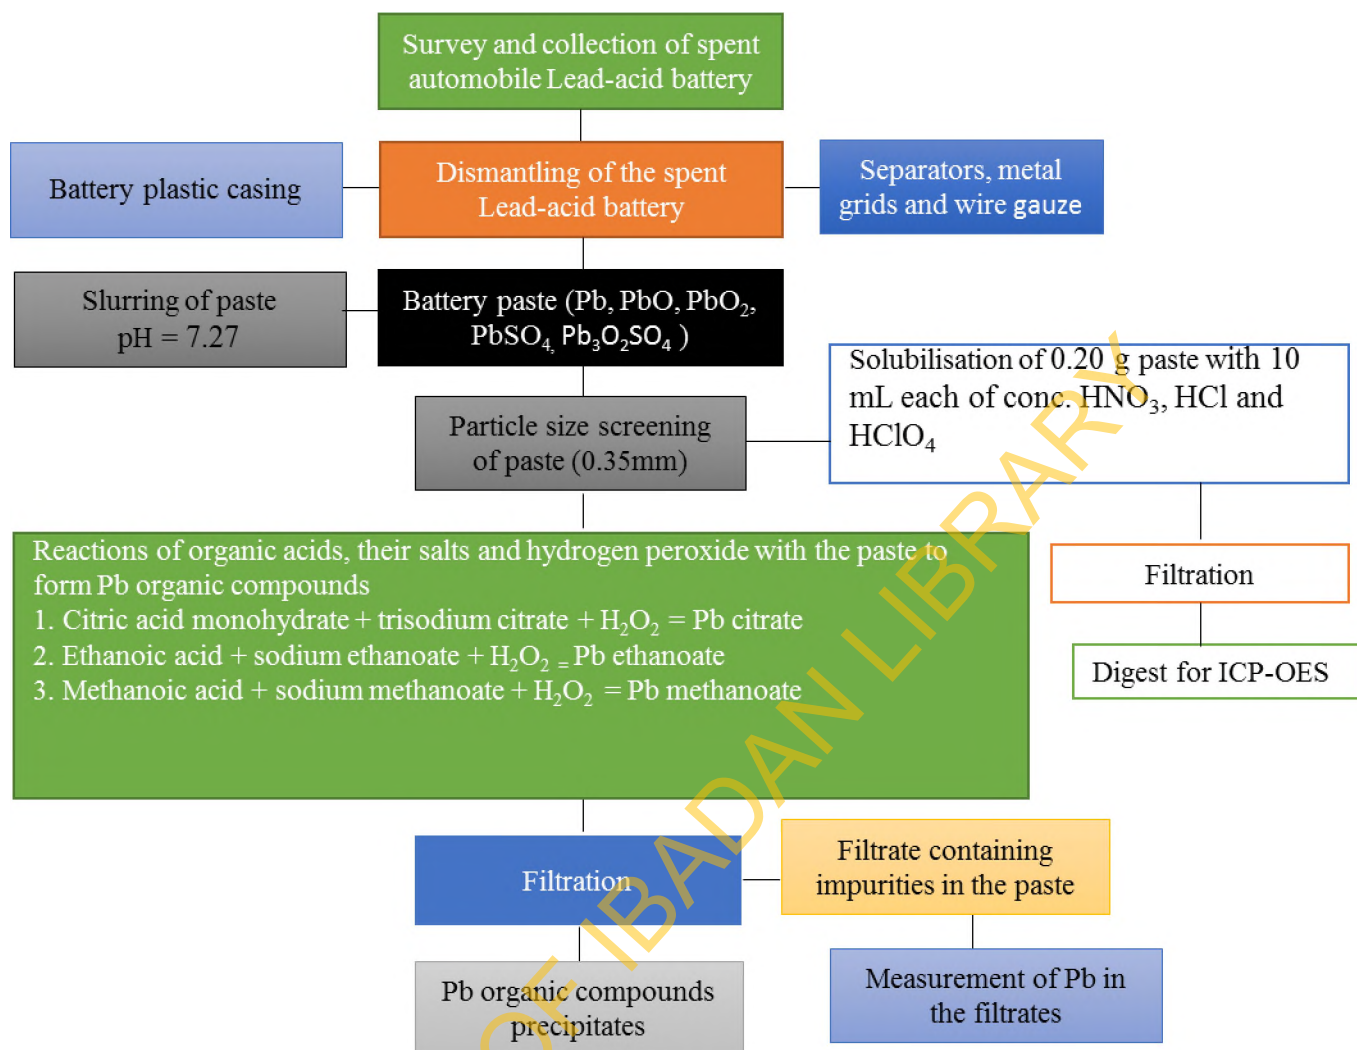 Survey and collection of spent
automobile Lead-acid battery
Battery plastic casing
Dismantling of the spent
Lead-acid battery
Separators, metal
grids and wire gauze
Slurring of paste
pH = 7.27
Battery paste (Pb, PbO, PbO₂,
PbSO₄, Pb₃O₂SO₄ )
Solubilisation of 0.20 g paste with 10
mL each of conc. HNO₃, HCl and
HClO₄
Particle size screening
of paste (0.35mm)
Reactions of organic acids, their salts and hydrogen peroxide with the paste to
form Pb organic compounds
1. Citric acid monohydrate + trisodium citrate + H₂O₂ = Pb citrate
2. Ethanoic acid + sodium ethanoate + H₂O₂ = Pb ethanoate
3. Methanoic acid + sodium methanoate + H₂O₂ = Pb methanoate
Filtration
Digest for ICP-OES
Filtration
Filtrate containing
impurities in the paste
Pb organic compounds
precipitates
Measurement of Pb in
the filtrates
OF IBADAN LIBRARY